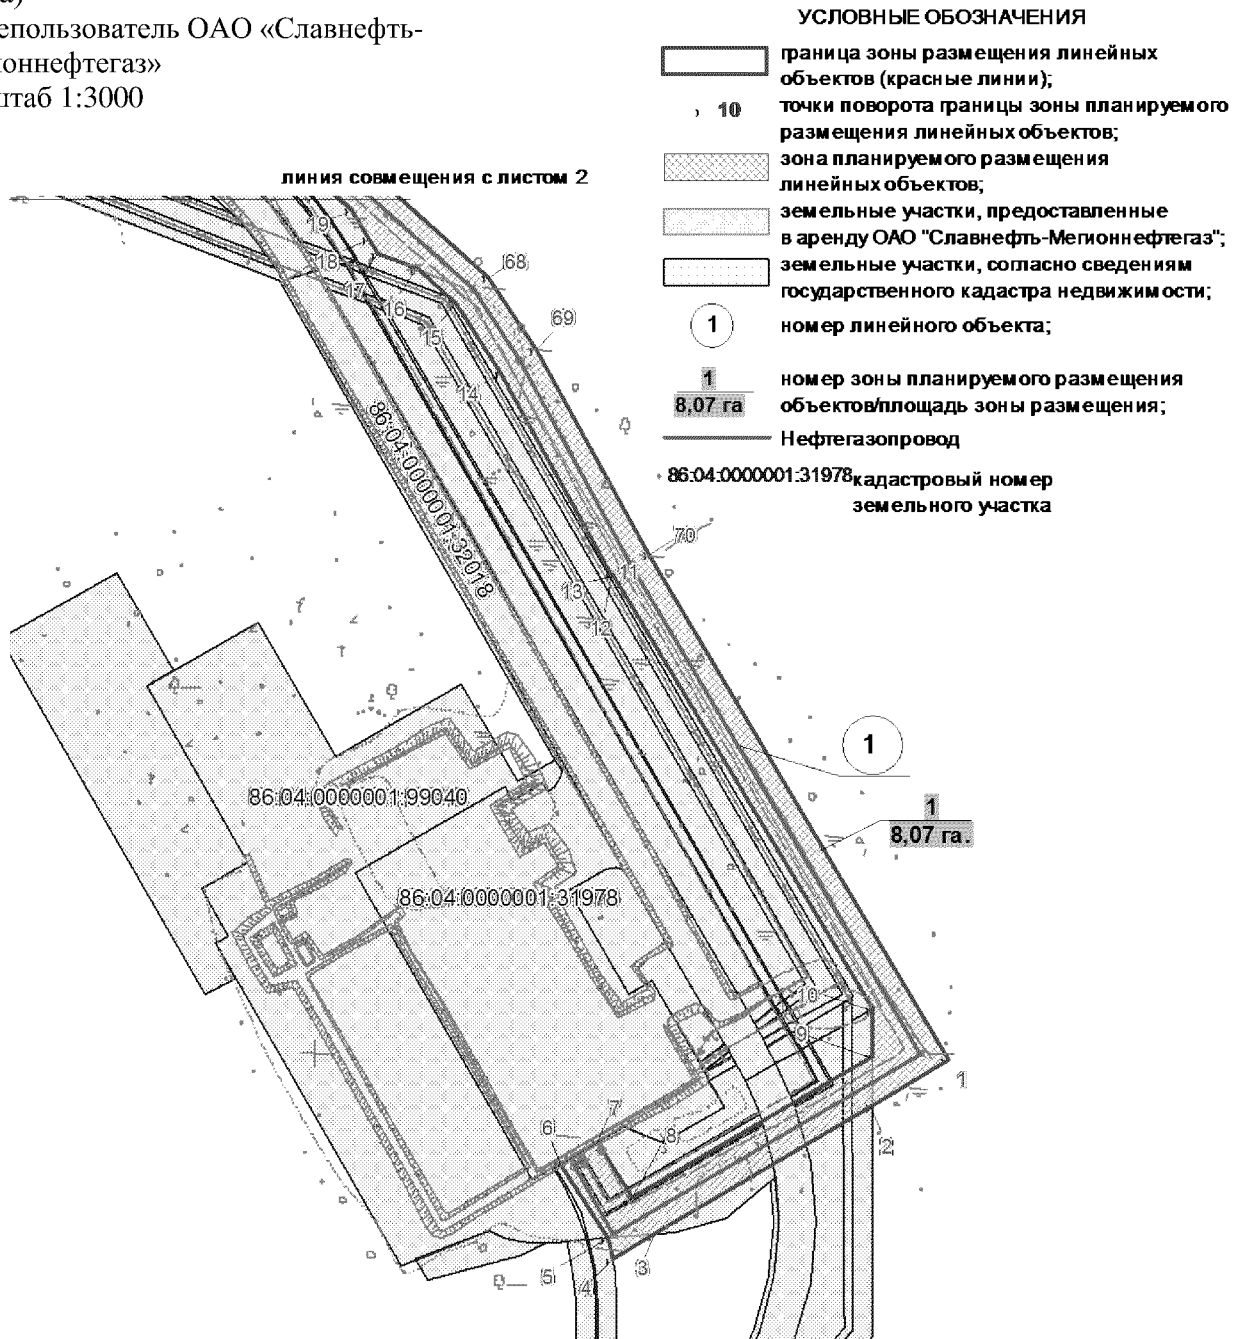 а)
епользователь ОАО «Славнефть-
ионнефтегаз»
штаб 1:3000
УСЛОВНЫЕ ОБОЗНАЧЕНИЯ
граница зоны размещения линейных
объектов (красные линии);
10 точки поворота границы зоны планируемого
размещения линейных объектов;
зона планируемого размещения
линейных объектов;
земельные участки, предоставленные
в аренду ОАО "Славнефть-Мегионнефтегаз";
земельные участки, согласно сведениям
государственного кадастра недвижимости;
1 номер линейного объекта;
1
8,07 га
номер зоны планируемого размещения
объектов/площадь зоны размещения;
Нефтегазопровод
86:04:0000001:31978 кадастровый номер
земельного участка
линия совмещения с листом 2
19
18
17
16
15
14
68
69
86:04:0000001:32018
70
11
13
12
1
1
8,07 га.
86:04:0000001:99040
86:04:0000001:31978
10
9
1
2
7
6
8
3
5
4